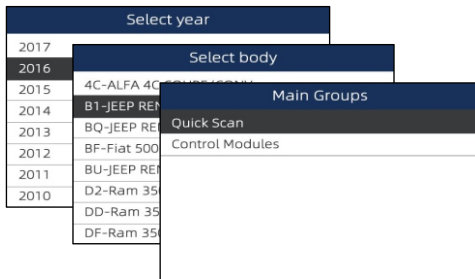 Select year
2017
2016
2015
2014
2013
2012
2011
2010
Select body
4C-ALFA 4C
B1-JEEP
BQ-JEEP
BF-Fiat 500
BU-JEEP
D2-Ram
DD-Ram
DF-Ram
Main Groups
Quick Scan
Control Modules